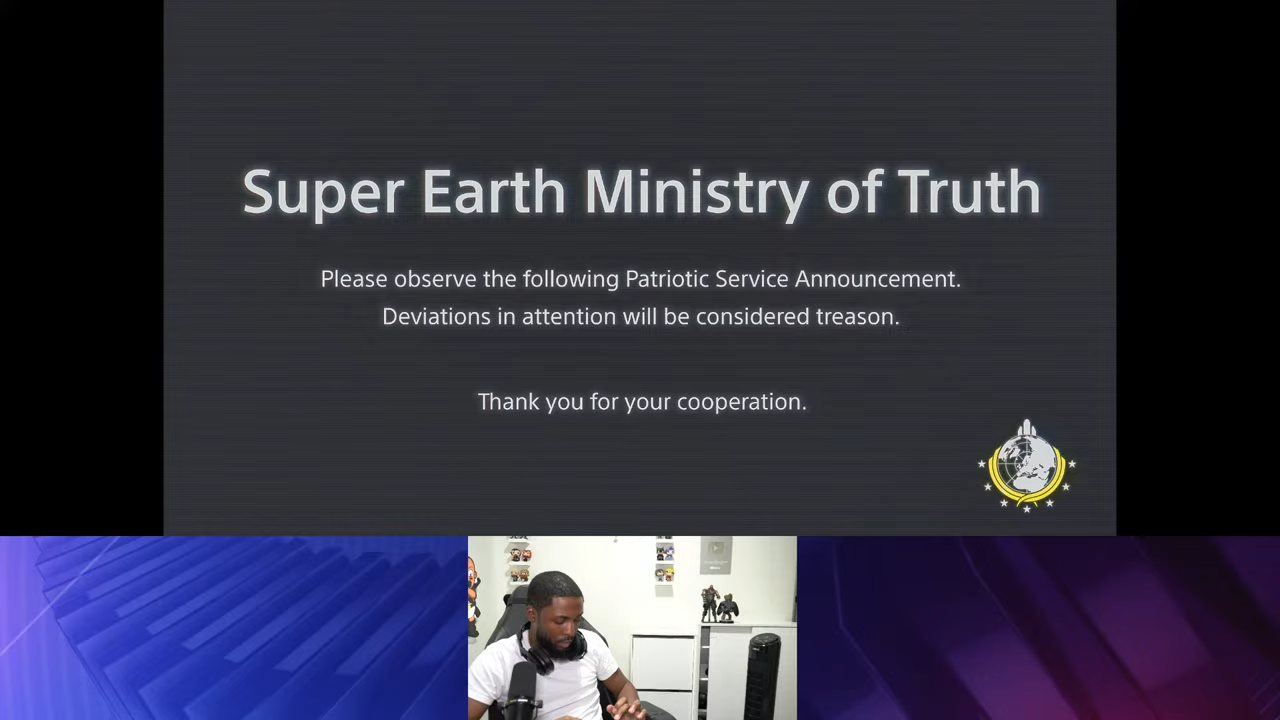 Super Earth Ministry of Truth
Please observe the following Patriotic Service Announcement.
Deviations in attention will be considered treason.
Thank you for your cooperation.